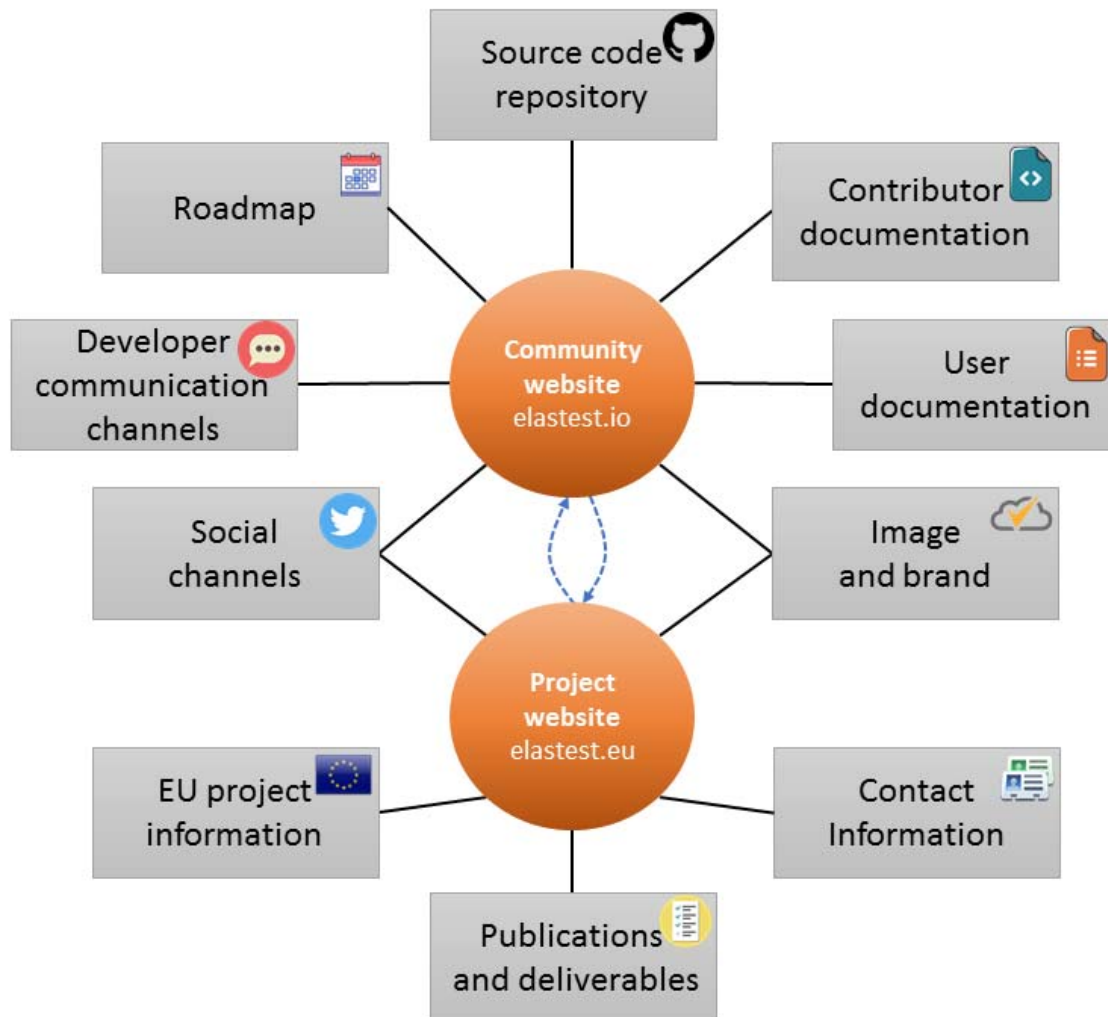 Source code
repository
Roadmap
Contributor
documentation
Developer
communication
channels
Community
website
elastest.io
User
documentation
Social
channels
Image
and brand
Project
website
elastest.eu
EU project
information
Contact
Information
Publications
and deliverables